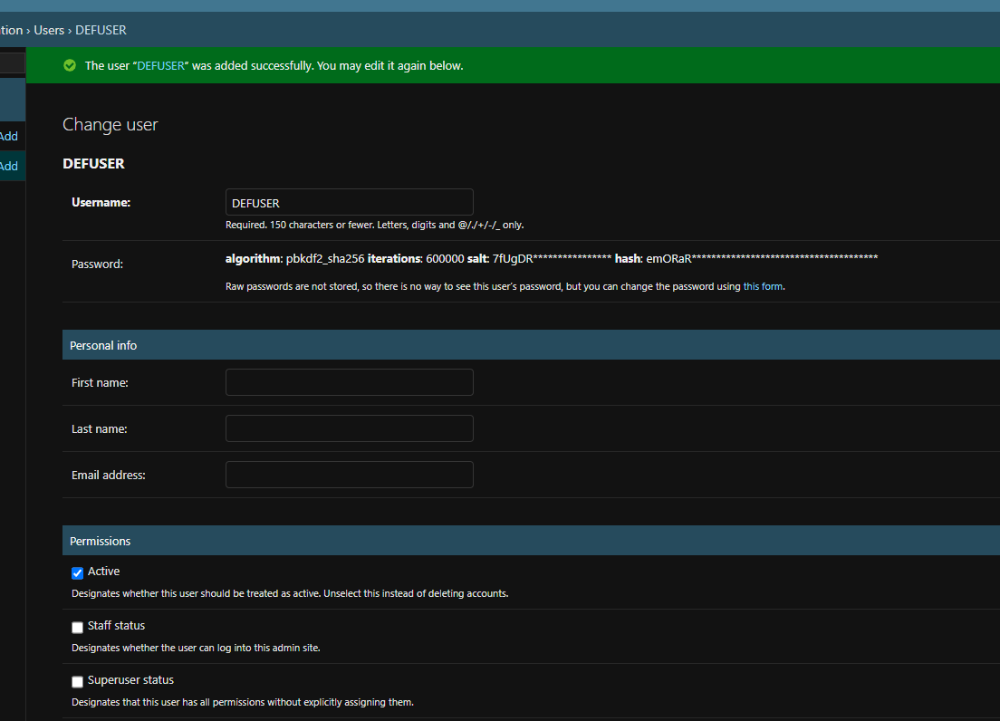 tion › Users › DEFUSER
The user “DEFUSER” was added successfully. You may edit it again below.
Change user
Add
Add
DEFUSER
Username:
DEFUSER
Required. 150 characters or fewer. Letters, digits and @/./+/-/_ only.
Password:
algorithm: pbkdf2_sha256 iterations: 600000 salt: 7fUgDR**************** hash: emORaR**************************************
Raw passwords are not stored, so there is no way to see this user’s password, but you can change the password using this form.
Personal info
First name:
Last name:
Email address:
Permissions
Active
Designates whether this user should be treated as active. Unselect this instead of deleting accounts.
Staff status
Designates whether the user can log into this admin site.
Superuser status
Designates that this user has all permissions without explicitly assigning them.